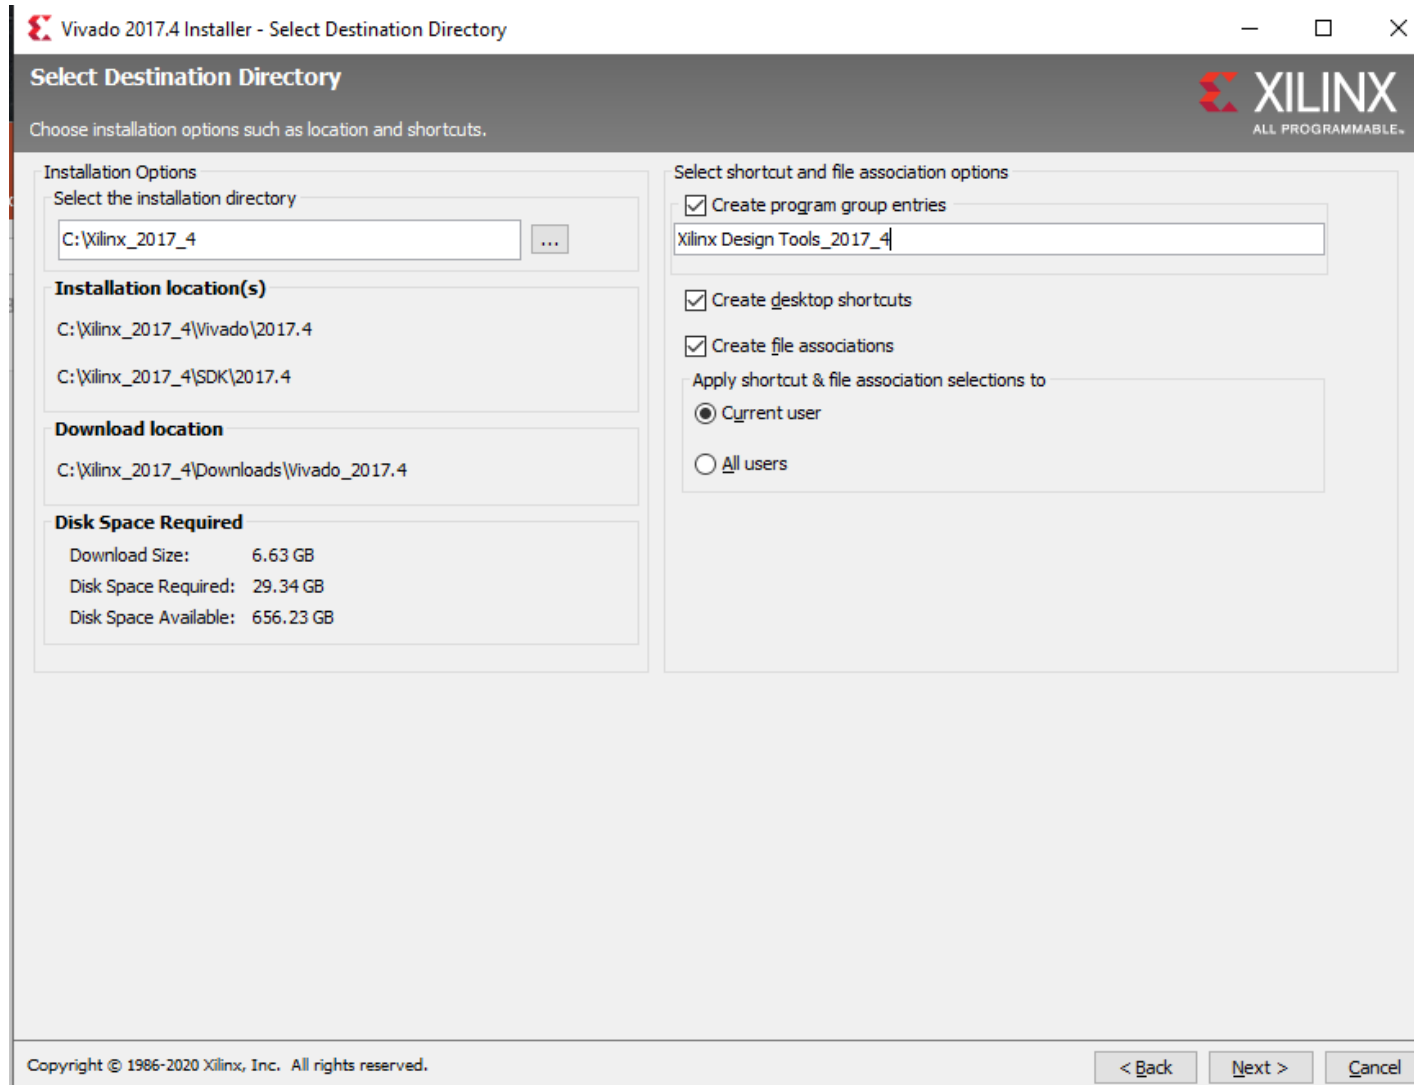 Vivado 2017.4 Installer - Select Destination Directory
Select Destination Directory
Choose installation options such as location and shortcuts.
XILINX
ALL PROGRAMMABLE™
Installation Options
Select the installation directory
C:\Xilinx_2017_4
...
Installation location(s)
C:\Xilinx_2017_4\Vivado\2017.4
C:\Xilinx_2017_4\SDK\2017.4
Download location
C:\Xilinx_2017_4\Downloads\Vivado_2017.4
Disk Space Required
Download Size: 6.63 GB
Disk Space Required: 29.34 GB
Disk Space Available: 656.23 GB
Select shortcut and file association options
Create program group entries
Xilinx Design Tools_2017_4
Create desktop shortcuts
Create file associations
Apply shortcut & file association selections to
Current user
All users
Copyright © 1986-2020 Xilinx, Inc. All rights reserved.
< Back
Next >
Cancel